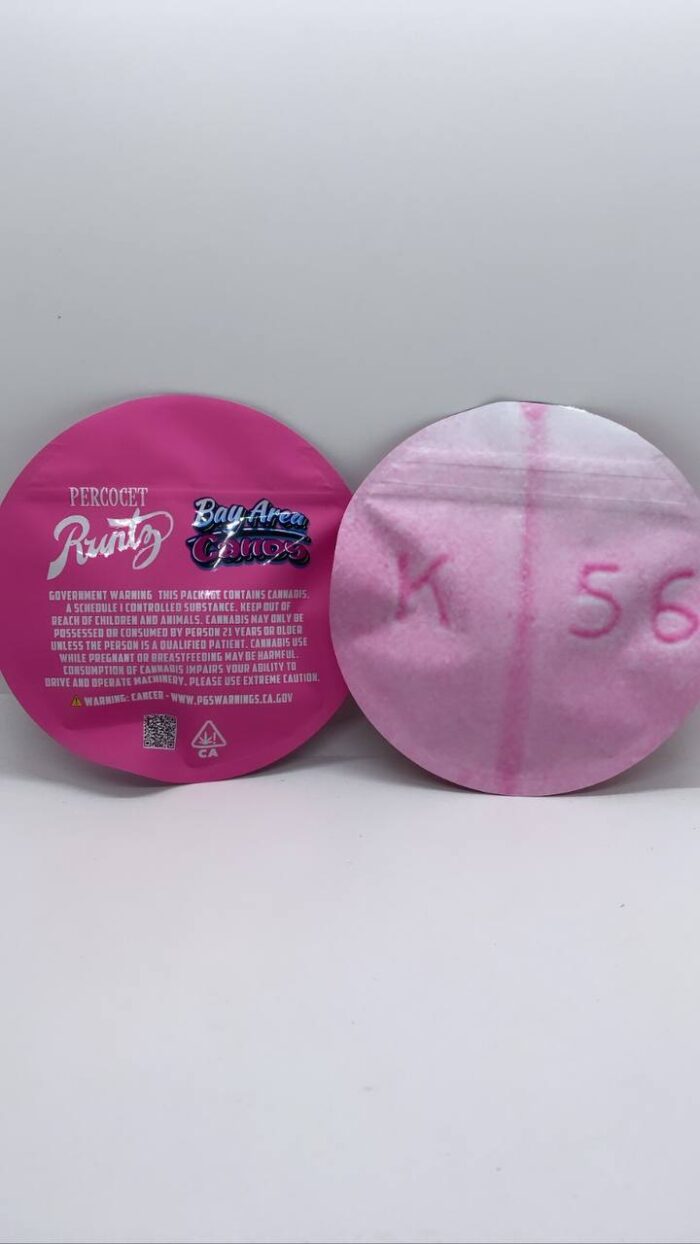 PERCOCET
Runtz
Bay Area
GOVERNMENT WARNING THIS PACKAGE CONTAINS CANNABIS,
A SCHEDULE I CONTROLLED SUBSTANCE. KEEP OUT OF
REACH OF CHILDREN AND ANIMALS. CANNABIS MAY ONLY BE
POSSESSED OR CONSUMED BY PERSON 21 YEARS OR OLDER
UNLESS THE PERSON IS A QUALIFIED PATIENT. CANNABIS USE
WHILE PREGNANT OR BREASTFEEDING MAY BE HARMFUL.
CONSUMPTION OF CANNABIS IMPAIRS YOUR ABILITY TO
DRIVE AND OPERATE MACHINERY. PLEASE USE EXTREME CAUTION.
WARNING: CANCER - WWW.P65WARNINGS.CA.GOV
CA
K 56